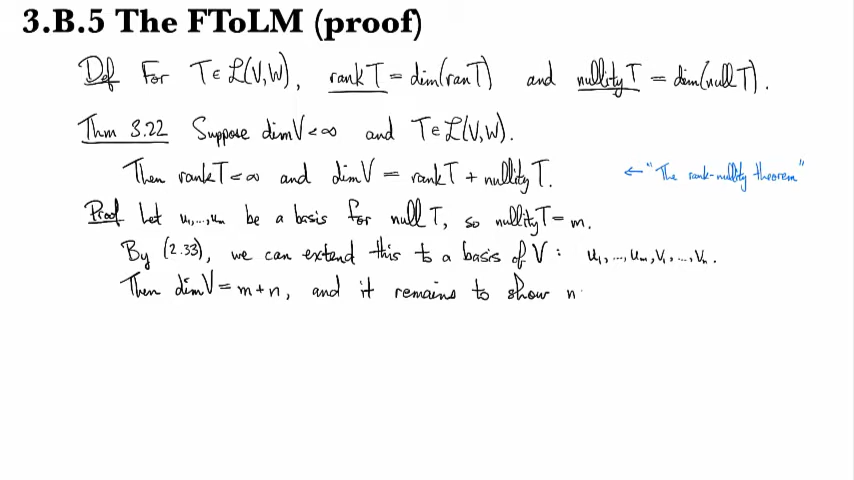 3.B.5 The FToLM (proof)
Def For T ∈ ℒ(V,W), rank T = dim(ran T) and nullity T = dim(null T).
Thm 3.22 Suppose dim V < ∞ and T ∈ ℒ(V,W).
Then rank T < ∞ and dim V = rank T + nullity T. ← "The rank-nullity theorem"
Proof Let u₁,...,uₘ be a basis for null T, so nullity T = m.
By (2.33), we can extend this to a basis of V: u₁,...,uₘ,v₁,...,vₙ.
Then dim V = m+n, and it remains to show n